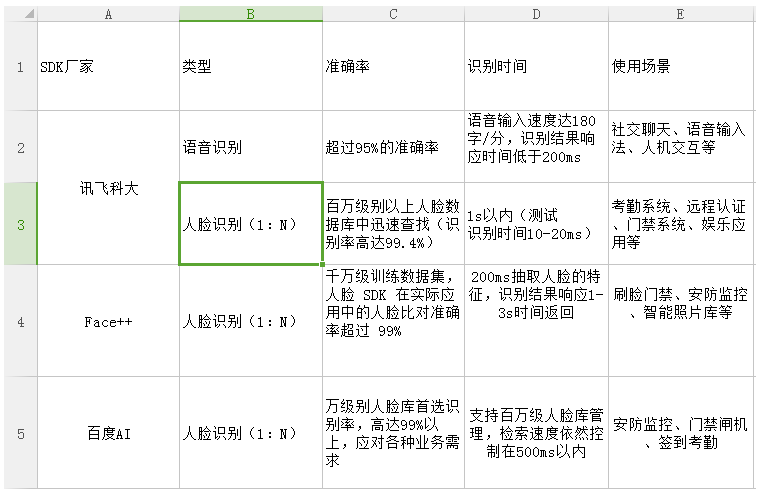 A B C D E
1 SDK厂家 类型 准确率 识别时间 使用场景
2 讯飞科大 语音识别 超过95%的准确率
语音输入速度达180
字/分，识别结果响
应时间低于200ms
社交聊天、语音输入
法、人机交互等
3 人脸识别（1：N）
百万级别以上人脸数
据库中迅速查找（识
别率高达99.4%）
1s以内（测试
识别时间10-20ms）
考勤系统、远程认证
、门禁系统、娱乐应
用等
4 Face++ 人脸识别（1：N）
千万级训练数据集，
人脸 SDK 在实际应
用中的人脸比对准确
率超过 99%
200ms抽取人脸的特
征，识别结果响应1-
3s时间返回
刷脸门禁、安防监控
、智能照片库等
5 百度AI 人脸识别（1：N）
万级别人脸库首选识
别率，高达99%以
上，应对各种业务需
求
支持百万级人脸库管
理，检索速度依然控
制在500ms以内
安防监控、门禁闸机
、签到考勤